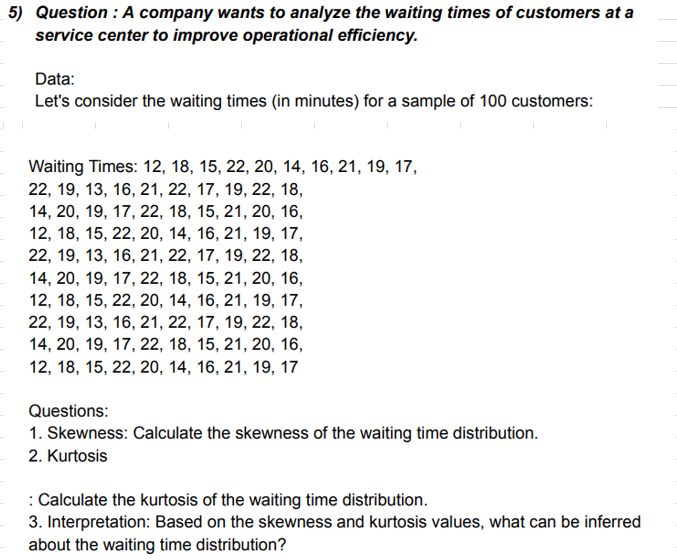 5) Question : A company wants to analyze the waiting times of customers at a
service center to improve operational efficiency.
Data:
Let's consider the waiting times (in minutes) for a sample of 100 customers:
Waiting Times: 12, 18, 15, 22, 20, 14, 16, 21, 19, 17,
22, 19, 13, 16, 21, 22, 17, 19, 22, 18,
14, 20, 19, 17, 22, 18, 15, 21, 20, 16,
12, 18, 15, 22, 20, 14, 16, 21, 19, 17,
22, 19, 13, 16, 21, 22, 17, 19, 22, 18,
14, 20, 19, 17, 22, 18, 15, 21, 20, 16,
12, 18, 15, 22, 20, 14, 16, 21, 19, 17,
22, 19, 13, 16, 21, 22, 17, 19, 22, 18,
14, 20, 19, 17, 22, 18, 15, 21, 20, 16,
12, 18, 15, 22, 20, 14, 16, 21, 19, 17
Questions:
1. Skewness: Calculate the skewness of the waiting time distribution.
2. Kurtosis
: Calculate the kurtosis of the waiting time distribution.
3. Interpretation: Based on the skewness and kurtosis values, what can be inferred
about the waiting time distribution?